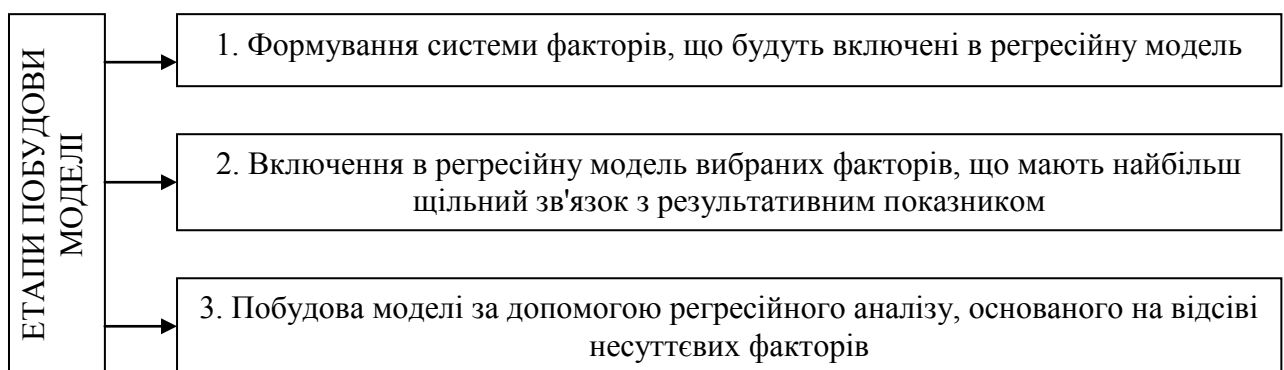 ЕТАПИ ПОБУДОВИ
МОДЕЛІ
1. Формування системи факторів, що будуть включені в регресійну модель
2. Включення в регресійну модель вибраних факторів, що мають найбільш
щільний зв'язок з результативним показником
3. Побудова моделі за допомогою регресійного аналізу, основаного на відсіві
несуттєвих факторів